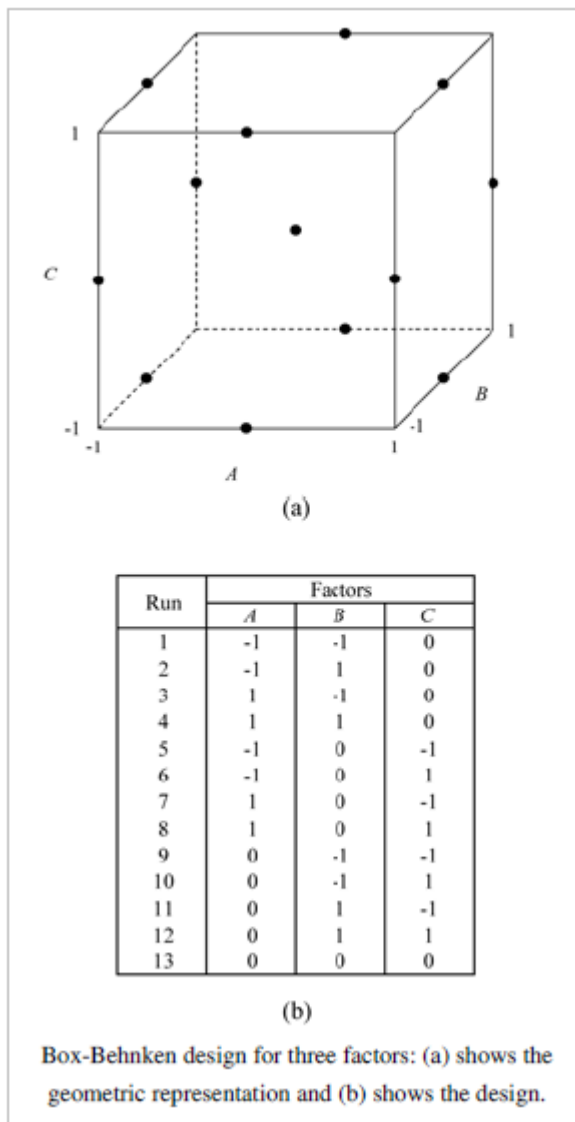 1
C
1
B
-1
-1
-1
1
A
(a)
Run Factors
A B C
1 -1 -1 0
2 -1 1 0
3 1 -1 0
4 1 1 0
5 -1 0 -1
6 -1 0 1
7 1 0 -1
8 1 0 1
9 0 -1 -1
10 0 -1 1
11 0 1 -1
12 0 1 1
13 0 0 0
(b)
Box-Behnken design for three factors: (a) shows the
geometric representation and (b) shows the design.